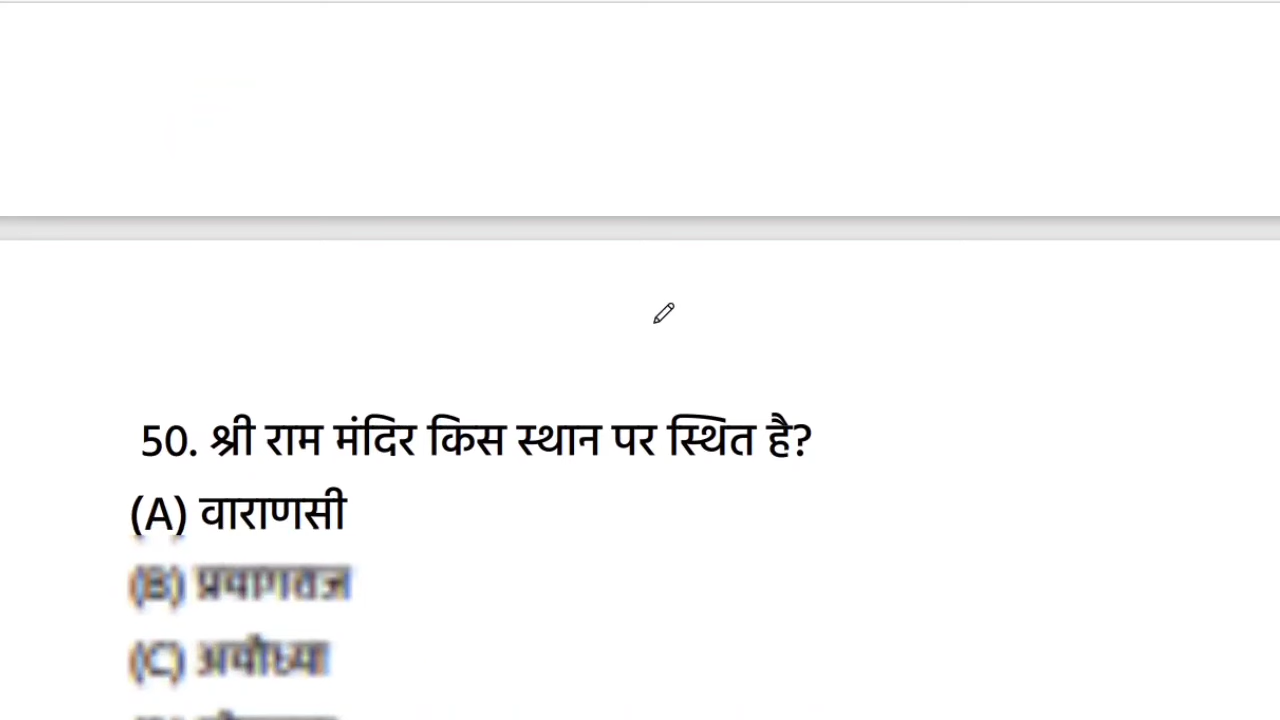 50. श्री राम मंदिर किस स्थान पर स्थित है?
(A) वाराणसी
(B) प्रयागराज
(C) अयोध्या